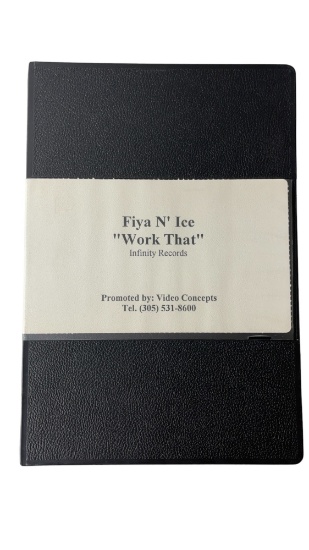 Fiya N' Ice
"Work That"
Infinity Records
Promoted by: Video Concepts
Tel. (305) 531-8600